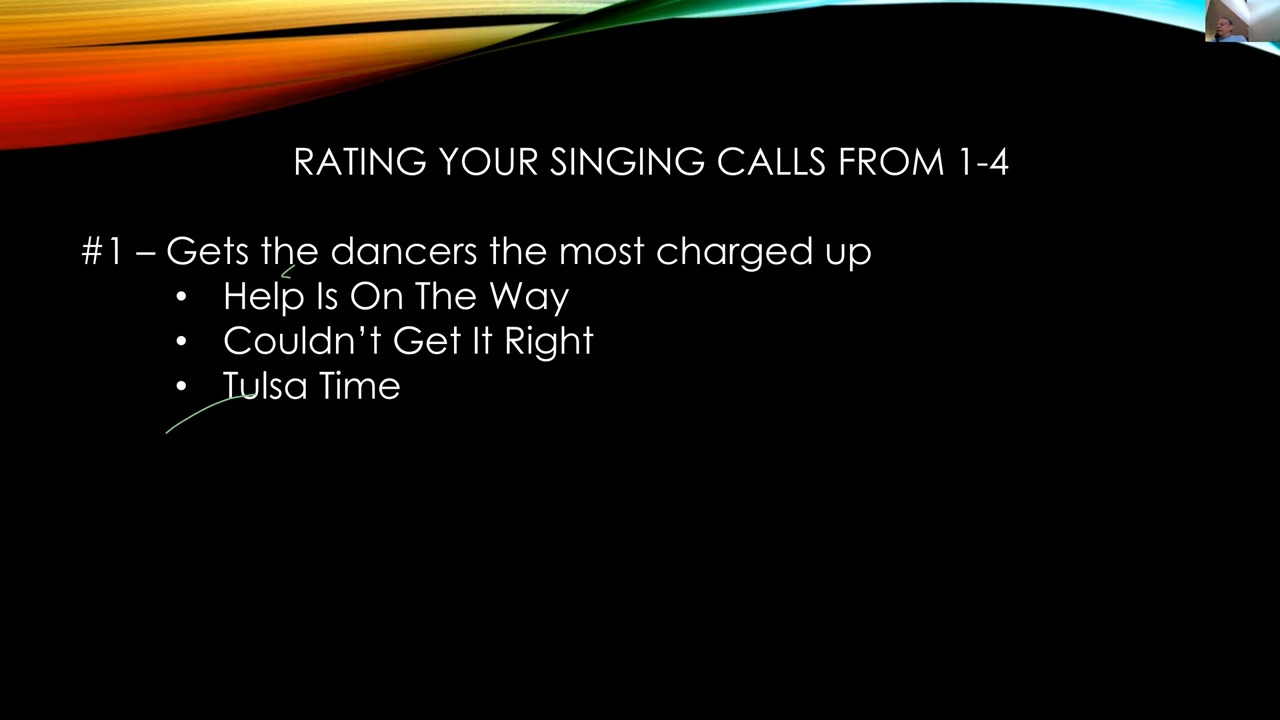 RATING YOUR SINGING CALLS FROM 1-4
#1 – Gets the dancers the most charged up
• Help Is On The Way
• Couldn't Get It Right
• Tulsa Time